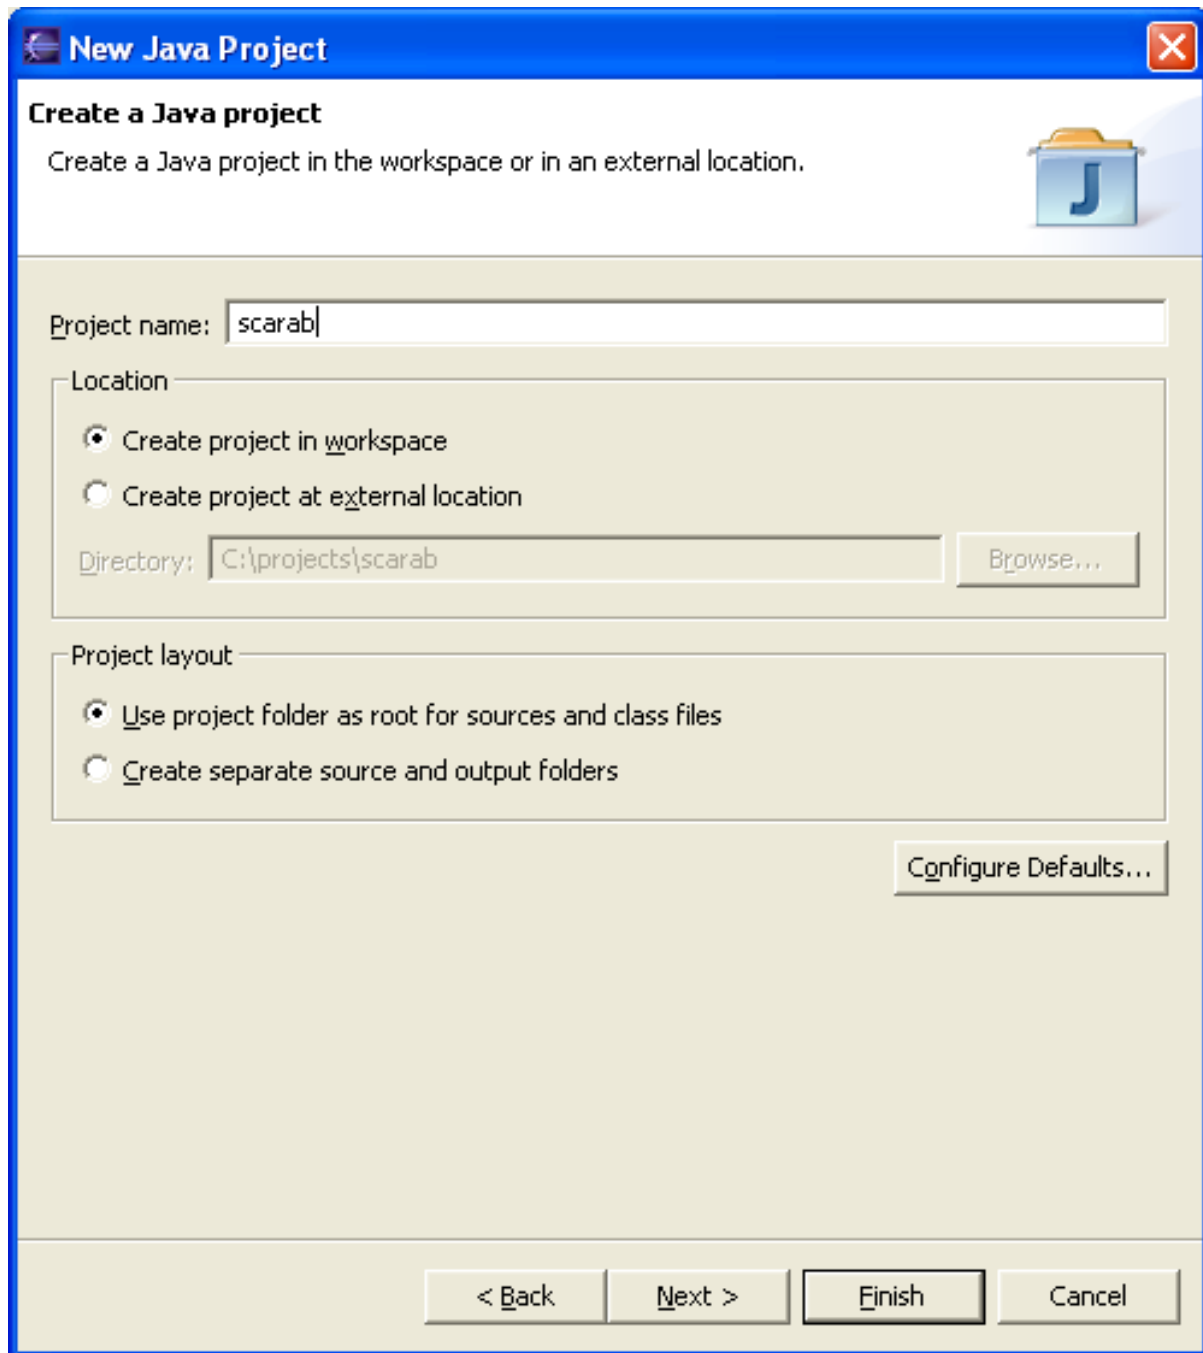 New Java Project
Create a Java project
Create a Java project in the workspace or in an external location.
J
Project name: scarab
Location
Create project in workspace
Create project at external location
Directory: C:\projects\scarab Browse...
Project layout
Use project folder as root for sources and class files
Create separate source and output folders
Configure Defaults...
< Back Next > Finish Cancel